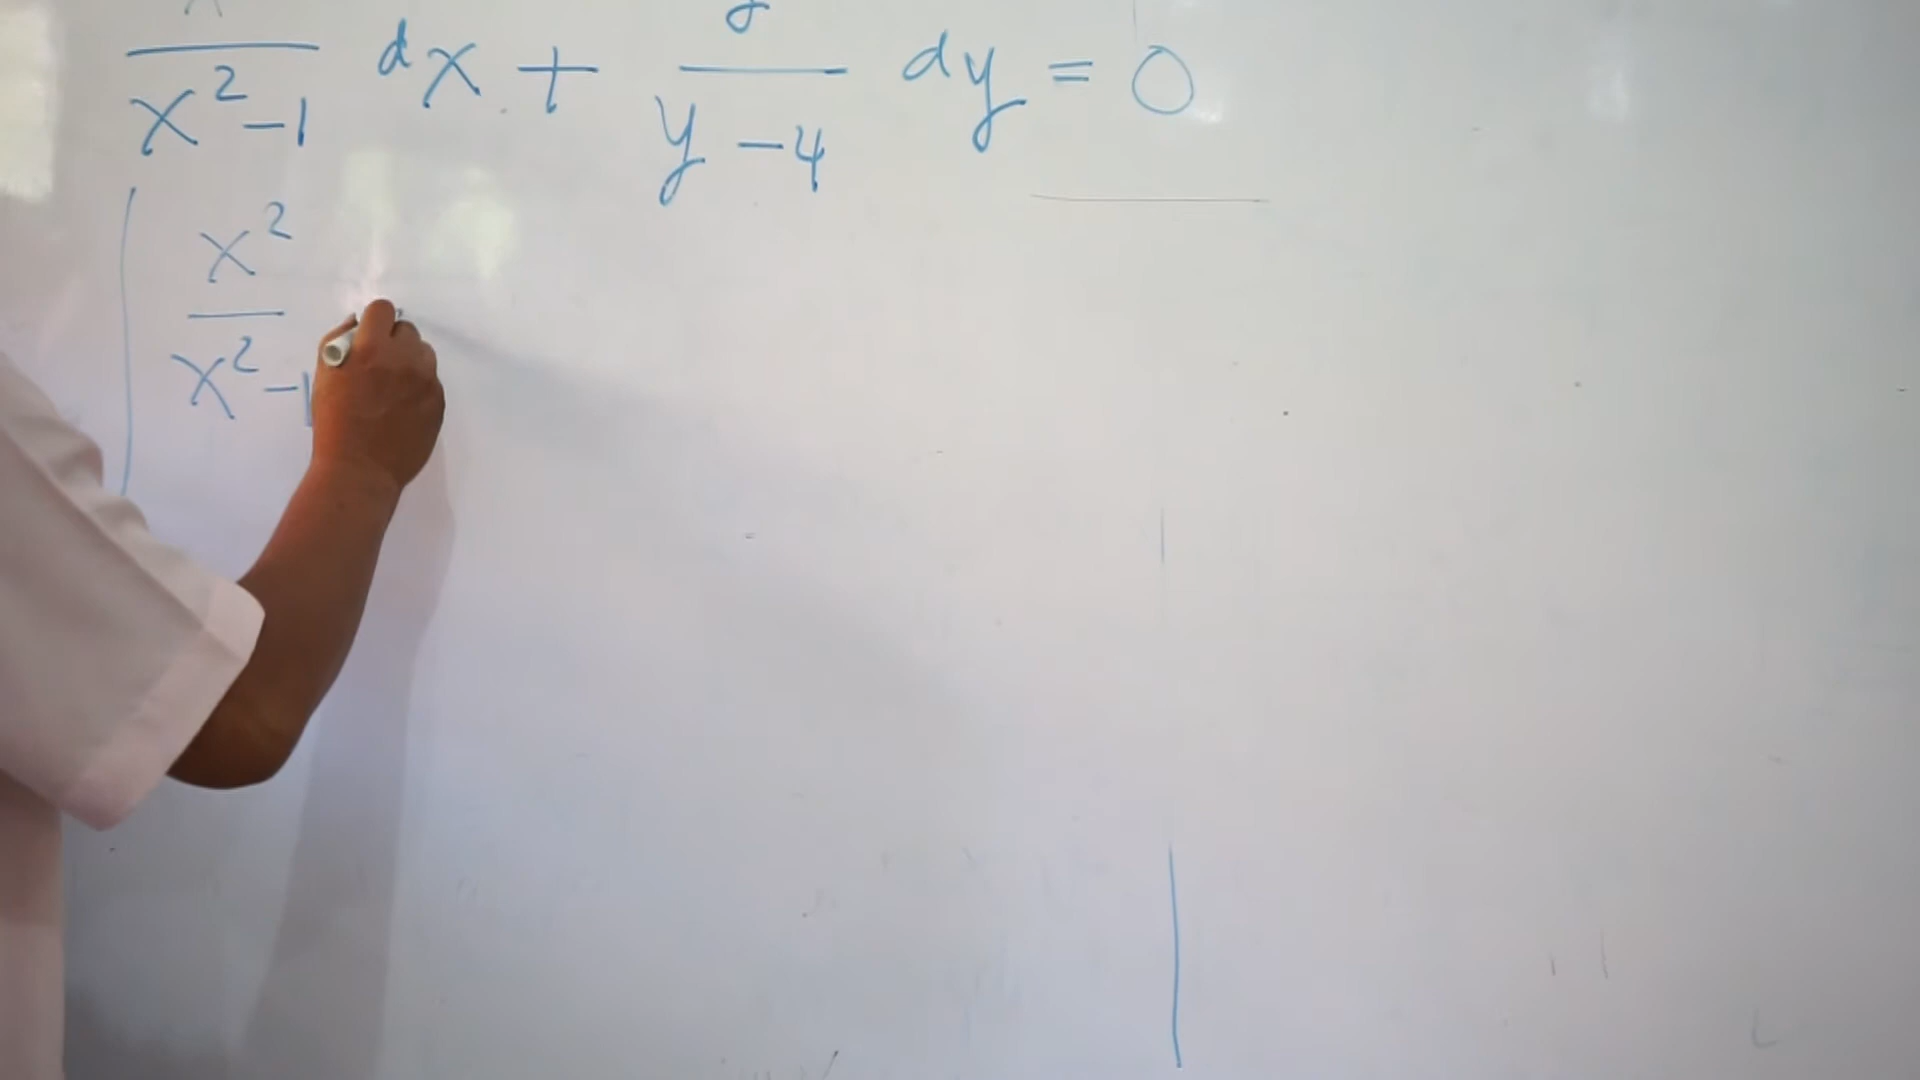 x
x²-1 dx + y
y-4 dy = 0
x²
x²-1